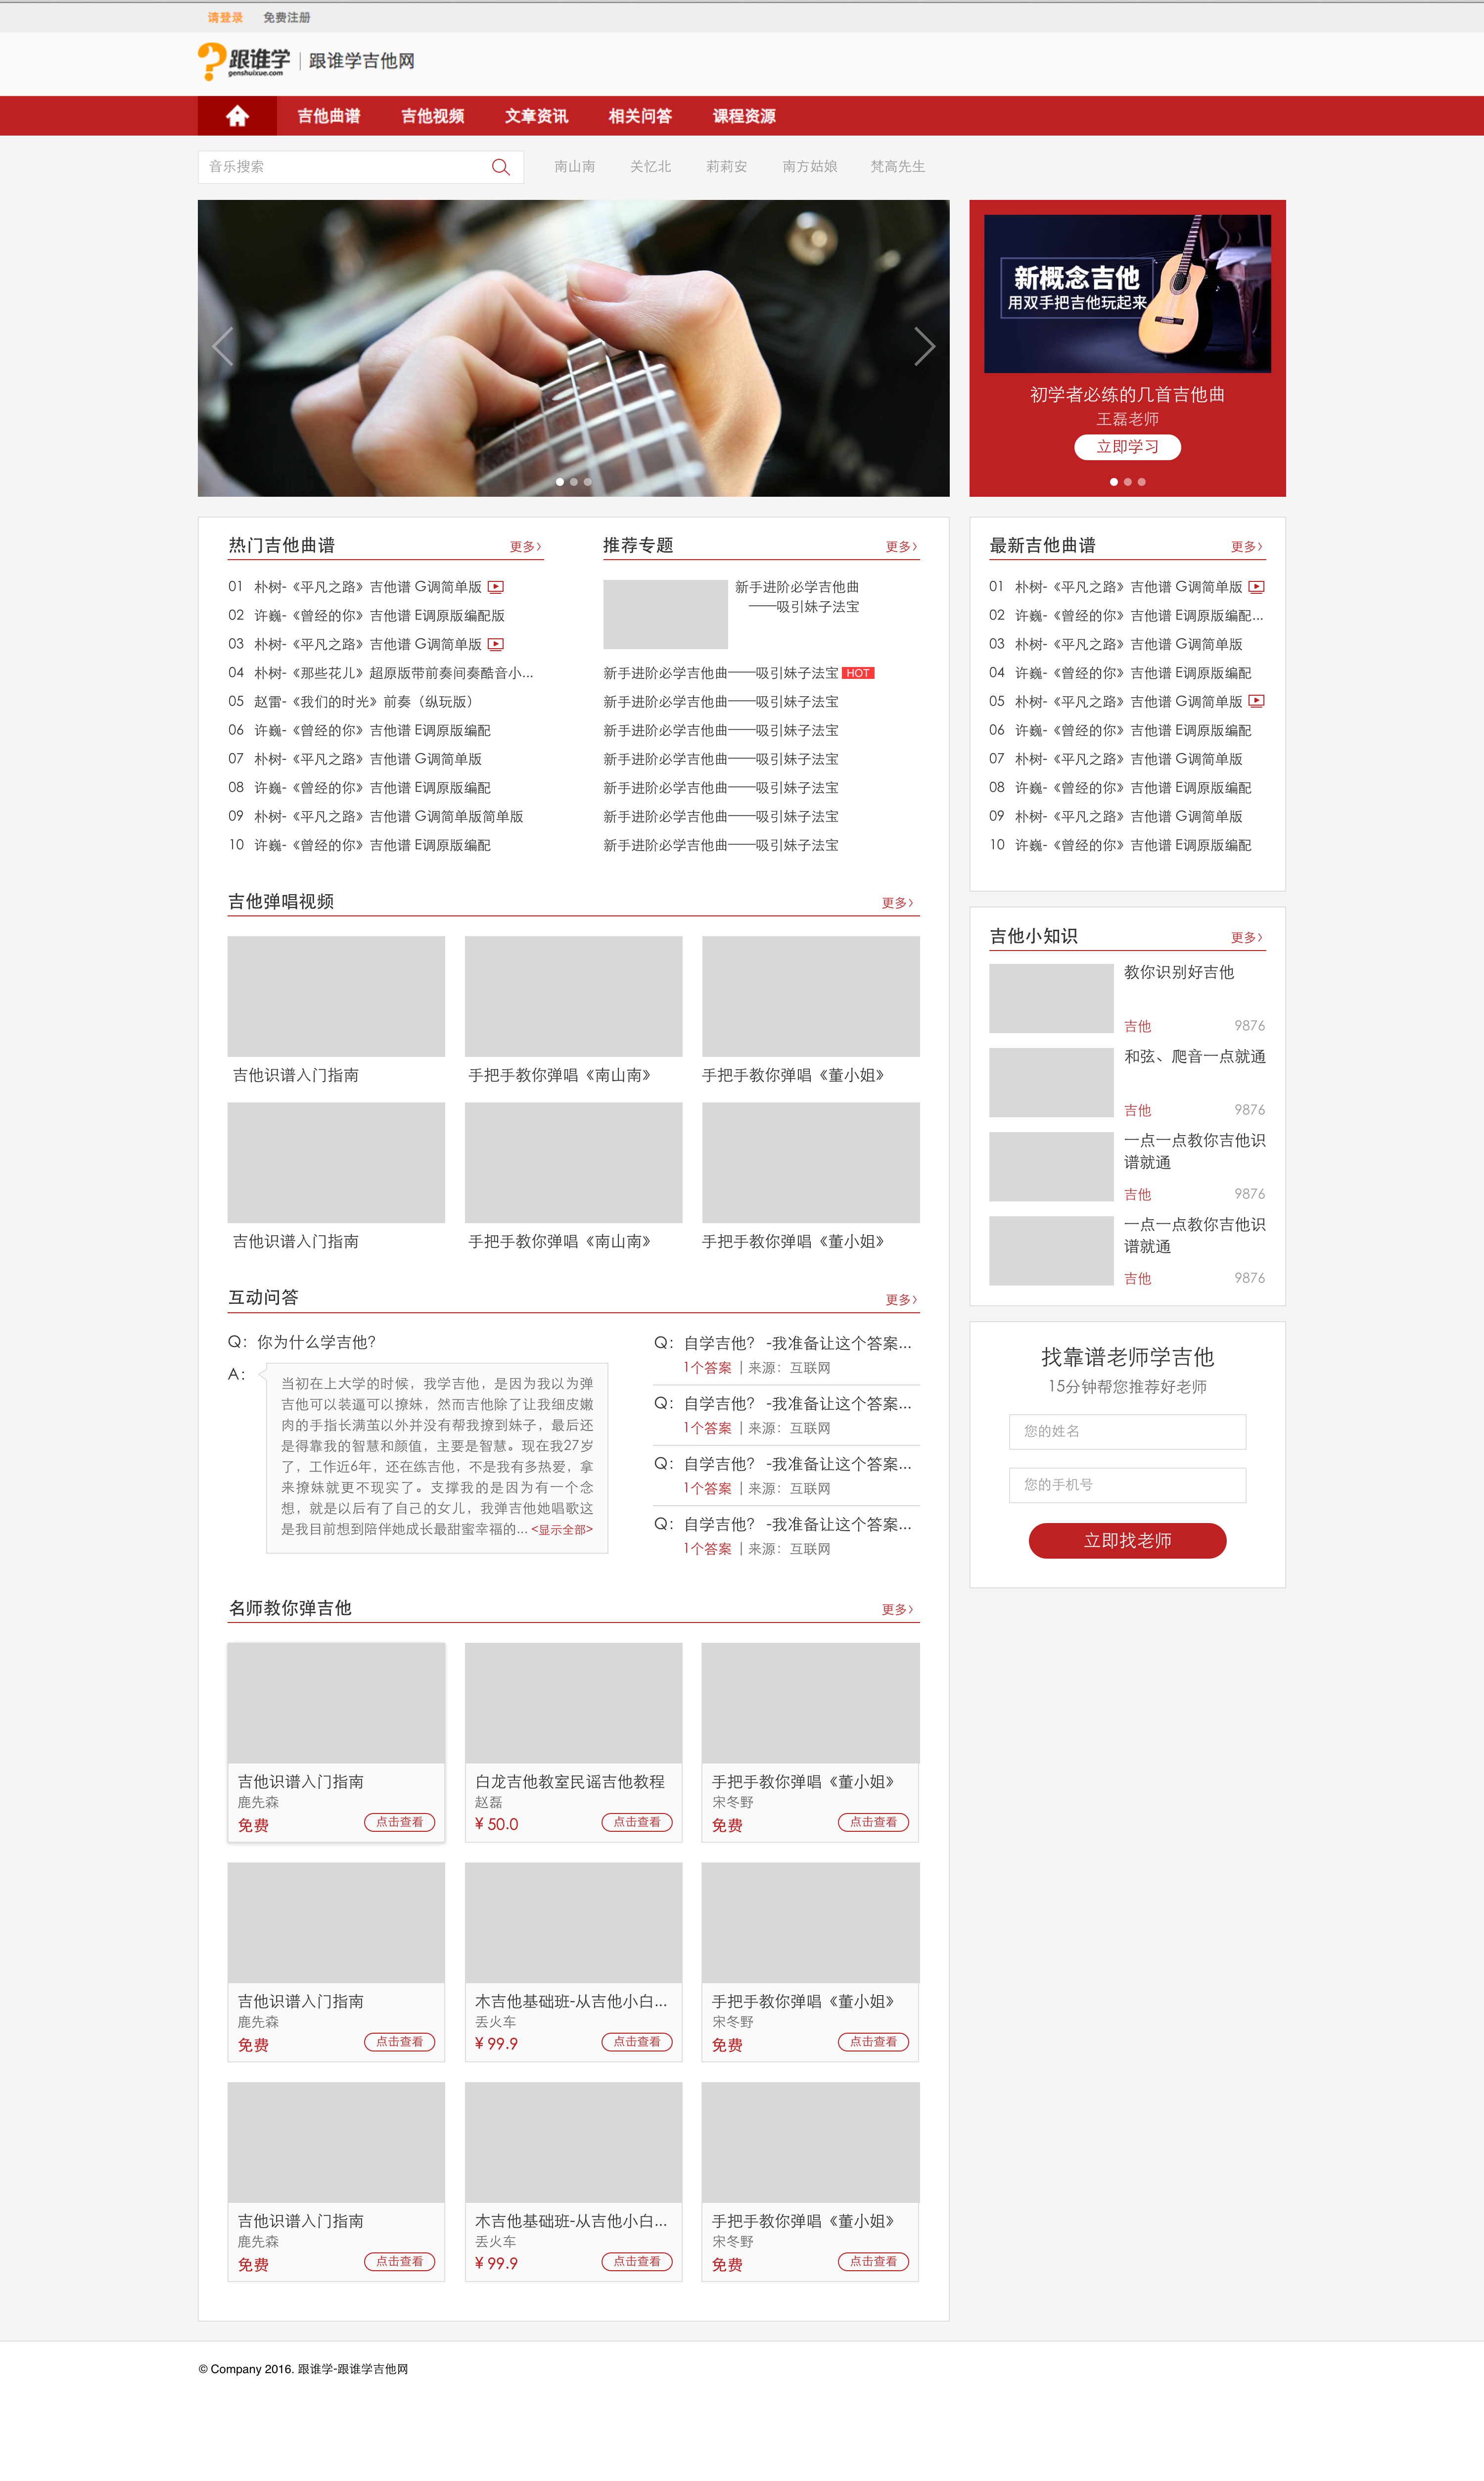 请登录 免费注册
跟谁学 跟谁学吉他网
genshuixue.com
吉他曲谱 吉他视频 文章资讯 相关问答 课程资源
音乐搜索 南山南 关忆北 莉莉安 南方姑娘 梵高先生
新概念吉他
用双手把吉他玩起来
初学者必练的几首吉他曲
王磊老师
立即学习
热门吉他曲谱 更多>
01 朴树-《平凡之路》吉他谱 G调简单版
02 许巍-《曾经的你》吉他谱 E调原版编配版
03 朴树-《平凡之路》吉他谱 G调简单版
04 朴树-《那些花儿》超原版带前奏间奏酷音小...
05 赵雷-《我们的时光》前奏（纵玩版）
06 许巍-《曾经的你》吉他谱 E调原版编配
07 朴树-《平凡之路》吉他谱 G调简单版
08 许巍-《曾经的你》吉他谱 E调原版编配
09 朴树-《平凡之路》吉他谱 G调简单版简单版
10 许巍-《曾经的你》吉他谱 E调原版编配
推荐专题 更多>
新手进阶必学吉他曲
——吸引妹子法宝
新手进阶必学吉他曲——吸引妹子法宝 HOT
新手进阶必学吉他曲——吸引妹子法宝
新手进阶必学吉他曲——吸引妹子法宝
新手进阶必学吉他曲——吸引妹子法宝
新手进阶必学吉他曲——吸引妹子法宝
新手进阶必学吉他曲——吸引妹子法宝
新手进阶必学吉他曲——吸引妹子法宝
最新吉他曲谱 更多>
01 朴树-《平凡之路》吉他谱 G调简单版
02 许巍-《曾经的你》吉他谱 E调原版编配...
03 朴树-《平凡之路》吉他谱 G调简单版
04 许巍-《曾经的你》吉他谱 E调原版编配
05 朴树-《平凡之路》吉他谱 G调简单版
06 许巍-《曾经的你》吉他谱 E调原版编配
07 朴树-《平凡之路》吉他谱 G调简单版
08 许巍-《曾经的你》吉他谱 E调原版编配
09 朴树-《平凡之路》吉他谱 G调简单版
10 许巍-《曾经的你》吉他谱 E调原版编配
吉他弹唱视频 更多>
吉他识谱入门指南 手把手教你弹唱《南山南》 手把手教你弹唱《董小姐》
吉他识谱入门指南 手把手教你弹唱《南山南》 手把手教你弹唱《董小姐》
吉他小知识 更多>
教你识别好吉他
吉他 9876
和弦、爬音一点就通
吉他 9876
一点一点教你吉他识
谱就通
吉他 9876
一点一点教你吉他识
谱就通
吉他 9876
互动问答 更多>
Q：你为什么学吉他？
A：
当初在上大学的时候，我学吉他，是因为我以为弹
吉他可以装逼可以撩妹，然而吉他除了让我细皮嫩
肉的手指长满茧以外并没有帮我撩到妹子，最后还
是得靠我的智慧和颜值，主要是智慧。现在我27岁
了，工作近6年，还在练吉他，不是我有多热爱，拿
来撩妹就更不现实了。支撑我的是因为有一个念
想，就是以后有了自己的女儿，我弹吉他她唱歌这
是我目前想到陪伴她成长最甜蜜幸福的... <显示全部>
Q：自学吉他？ -我准备让这个答案...
1个答案 | 来源：互联网
Q：自学吉他？ -我准备让这个答案...
1个答案 | 来源：互联网
Q：自学吉他？ -我准备让这个答案...
1个答案 | 来源：互联网
Q：自学吉他？ -我准备让这个答案...
1个答案 | 来源：互联网
找靠谱老师学吉他
15分钟帮您推荐好老师
您的姓名
您的手机号
立即找老师
名师教你弹吉他 更多>
吉他识谱入门指南 白龙吉他教室民谣吉他教程 手把手教你弹唱《董小姐》
鹿先森 赵磊 宋冬野
免费 点击查看 ¥ 50.0 点击查看 免费 点击查看
吉他识谱入门指南 木吉他基础班-从吉他小白... 手把手教你弹唱《董小姐》
鹿先森 丢火车 宋冬野
免费 点击查看 ¥ 99.9 点击查看 免费 点击查看
吉他识谱入门指南 木吉他基础班-从吉他小白... 手把手教你弹唱《董小姐》
鹿先森 丢火车 宋冬野
免费 点击查看 ¥ 99.9 点击查看 免费 点击查看
© Company 2016. 跟谁学-跟谁学吉他网